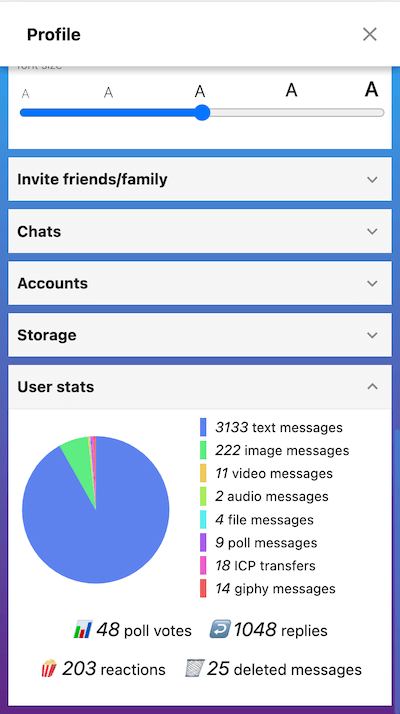 Profile
font size
A A A A A
Invite friends/family
Chats
Accounts
Storage
User stats
3133 text messages
222 image messages
11 video messages
2 audio messages
4 file messages
9 poll messages
18 ICP transfers
14 giphy messages
48 poll votes 1048 replies
203 reactions 25 deleted messages